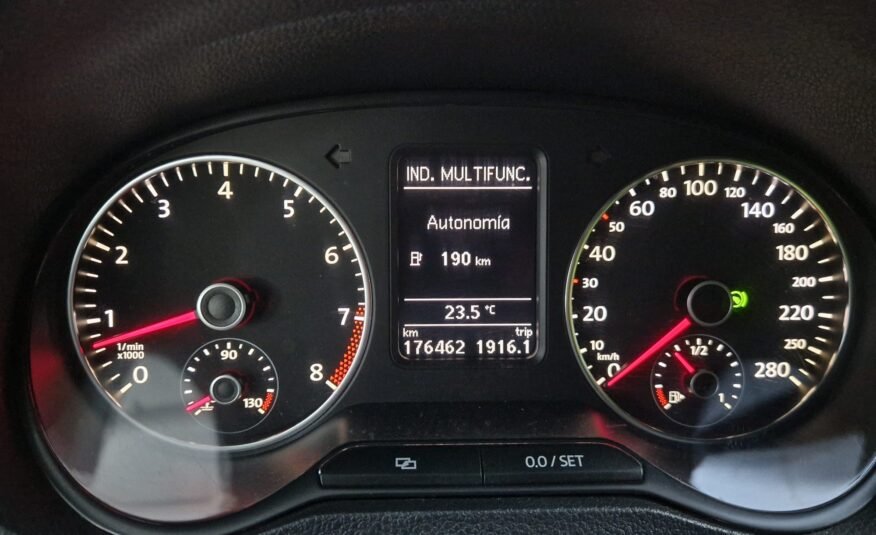 IND. MULTIFUNC.
Autonomía
190 km
23.5 °C
km trip
176462 1916.1
0 1 2 3 4 5 6 7 8
1/min
x1000
90
130
0 10 20 30 40 50 60 80 100 120 140 160 180 200 220 250 280
km/h
1/2
1
0.0 / SET